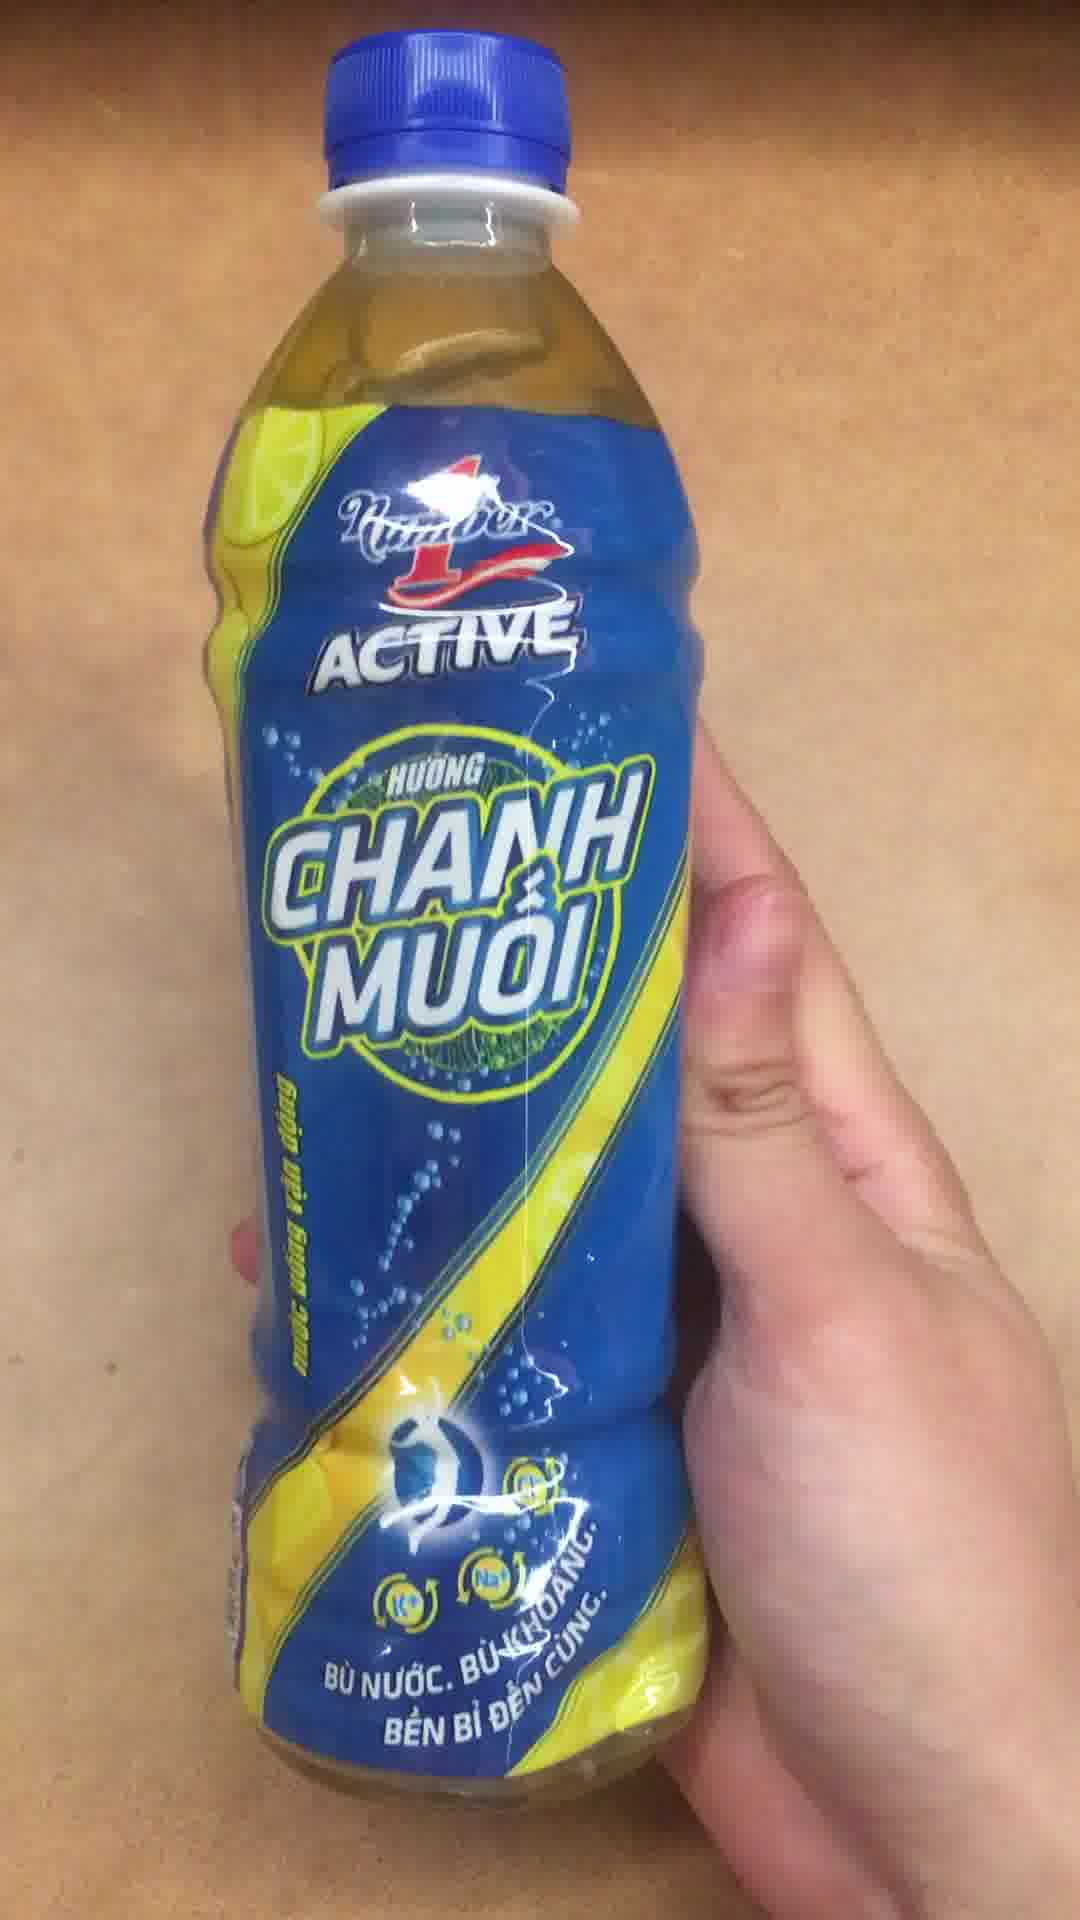 Number 1
ACTIVE
HƯƠNG
CHANH
MUỐI
nước uống vận động
K+
Na+
BÙ NƯỚC. BÙ KHOÁNG.
BỀN BỈ ĐẾN CÙNG.